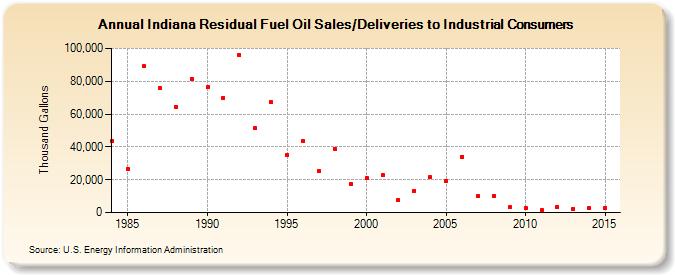 Annual Indiana Residual Fuel Oil Sales/Deliveries to Industrial Consumers
Thousand Gallons
100,000
80,000
60,000
40,000
20,000
0
1985 1990 1995 2000 2005 2010 2015
Source: U.S. Energy Information Administration